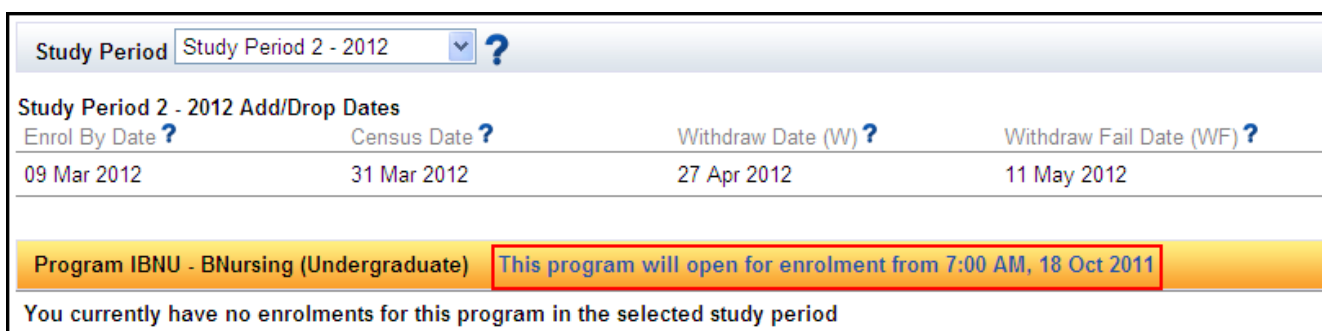 Study Period Study Period 2 - 2012 ?
Study Period 2 - 2012 Add/Drop Dates
Enrol By Date ? Census Date ? Withdraw Date (W) ? Withdraw Fail Date (WF) ?
09 Mar 2012 31 Mar 2012 27 Apr 2012 11 May 2012
Program IBNU - BNursing (Undergraduate) This program will open for enrolment from 7:00 AM, 18 Oct 2011
You currently have no enrolments for this program in the selected study period